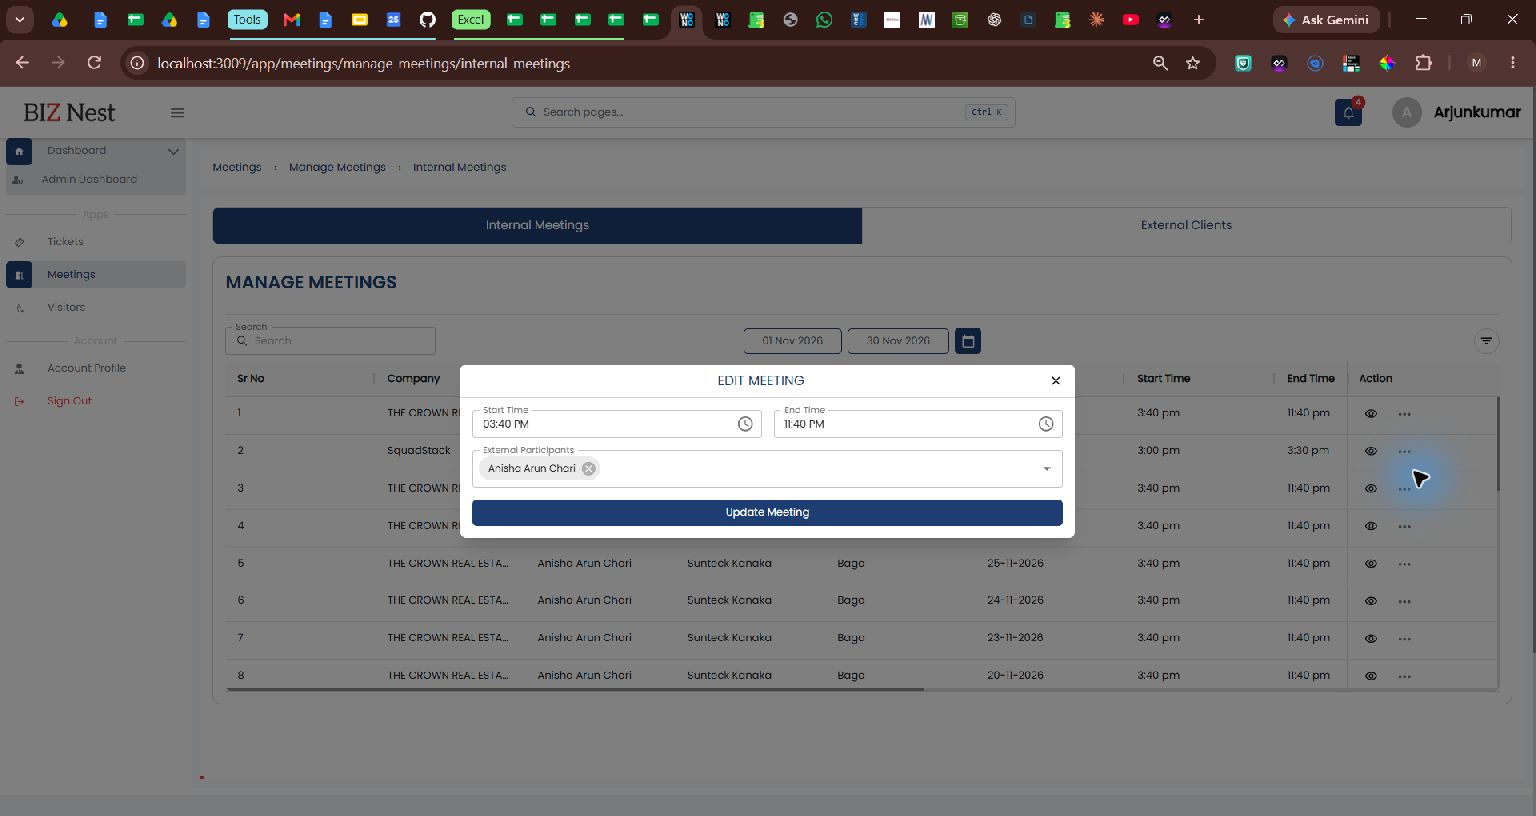 Tools
25
Excel
Ask Gemini
localhost:3009/app/meetings/manage-meetings/internal-meetings
M
BIZ Nest
Search pages...
Ctrl K
4
A
Arjunkumar
Dashboard
Admin Dashboard
Apps
Tickets
Meetings
Visitors
Account
Account Profile
Sign Out
Meetings › Manage Meetings › Internal Meetings
Internal Meetings
External Clients
MANAGE MEETINGS
Search
Search
01 Nov 2026
30 Nov 2026
Sr No Company Start Time End Time Action
1 THE CROWN RE 3:40 pm 11:40 pm ...
2 SquadStack 3:00 pm 3:30 pm ...
3 THE CROWN RE 3:40 pm 11:40 pm ...
4 THE CROWN RE 3:40 pm 11:40 pm ...
5 THE CROWN REAL ESTA... Anisha Arun Chari Sunteck Kanaka Baga 25-11-2026 3:40 pm 11:40 pm ...
6 THE CROWN REAL ESTA... Anisha Arun Chari Sunteck Kanaka Baga 24-11-2026 3:40 pm 11:40 pm ...
7 THE CROWN REAL ESTA... Anisha Arun Chari Sunteck Kanaka Baga 23-11-2026 3:40 pm 11:40 pm ...
8 THE CROWN REAL ESTA... Anisha Arun Chari Sunteck Kanaka Baga 20-11-2026 3:40 pm 11:40 pm ...
EDIT MEETING
Start Time
03:40 PM
End Time
11:40 PM
External Participants
Anisha Arun Chari
Update Meeting